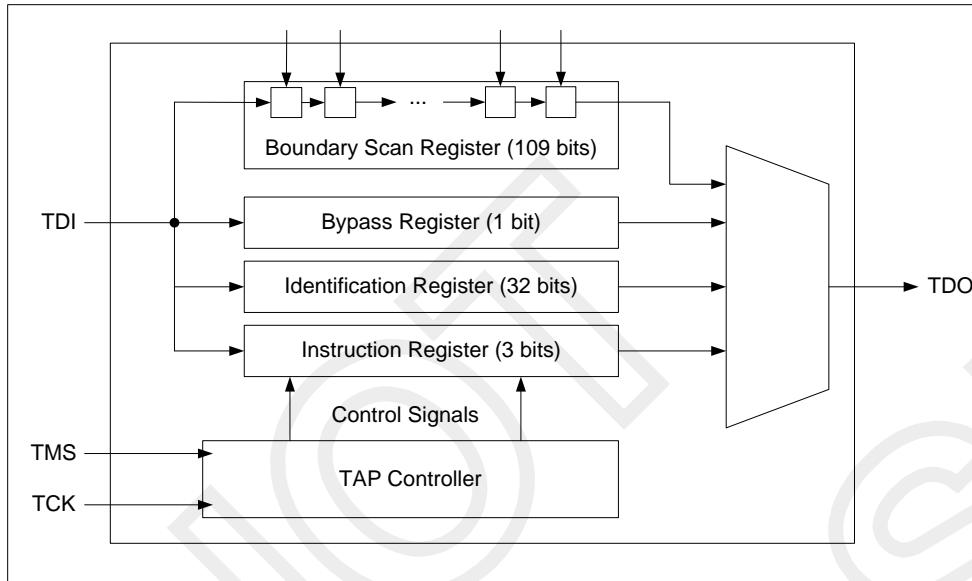 ...
Boundary Scan Register (109 bits)
TDI
Bypass Register (1 bit)
Identification Register (32 bits)
TDO
Instruction Register (3 bits)
Control Signals
TMS
TAP Controller
TCK